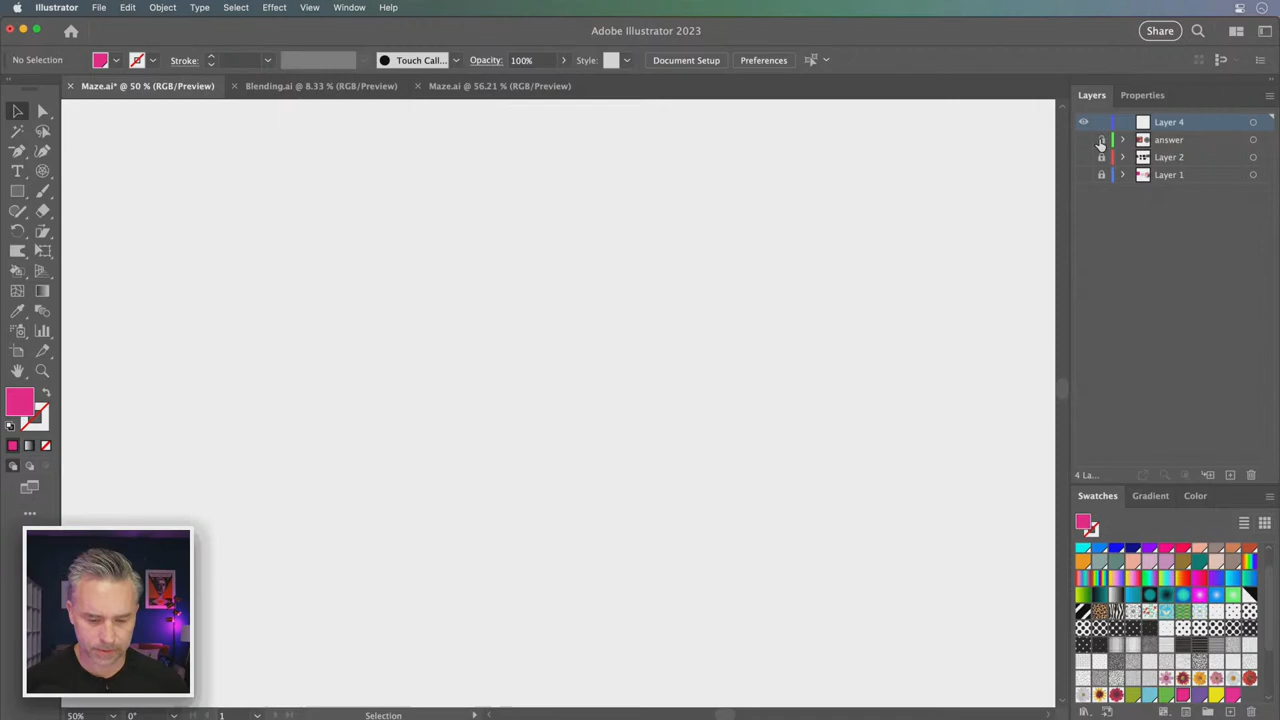 Illustrator File Edit Object Type Select Effect View Window Help
Adobe Illustrator 2023
Share
No Selection
Stroke:
Touch Call...
Opacity: 100%
Style:
Document Setup
Preferences
Maze.ai* @ 50 % (RGB/Preview)
Blending.ai @ 8.33 % (RGB/Preview)
Maze.ai @ 56.21 % (RGB/Preview)
Layers
Properties
Layer 4
answer
Layer 2
Layer 1
4 La...
Swatches
Gradient
Color
50%
0°
1
Selection